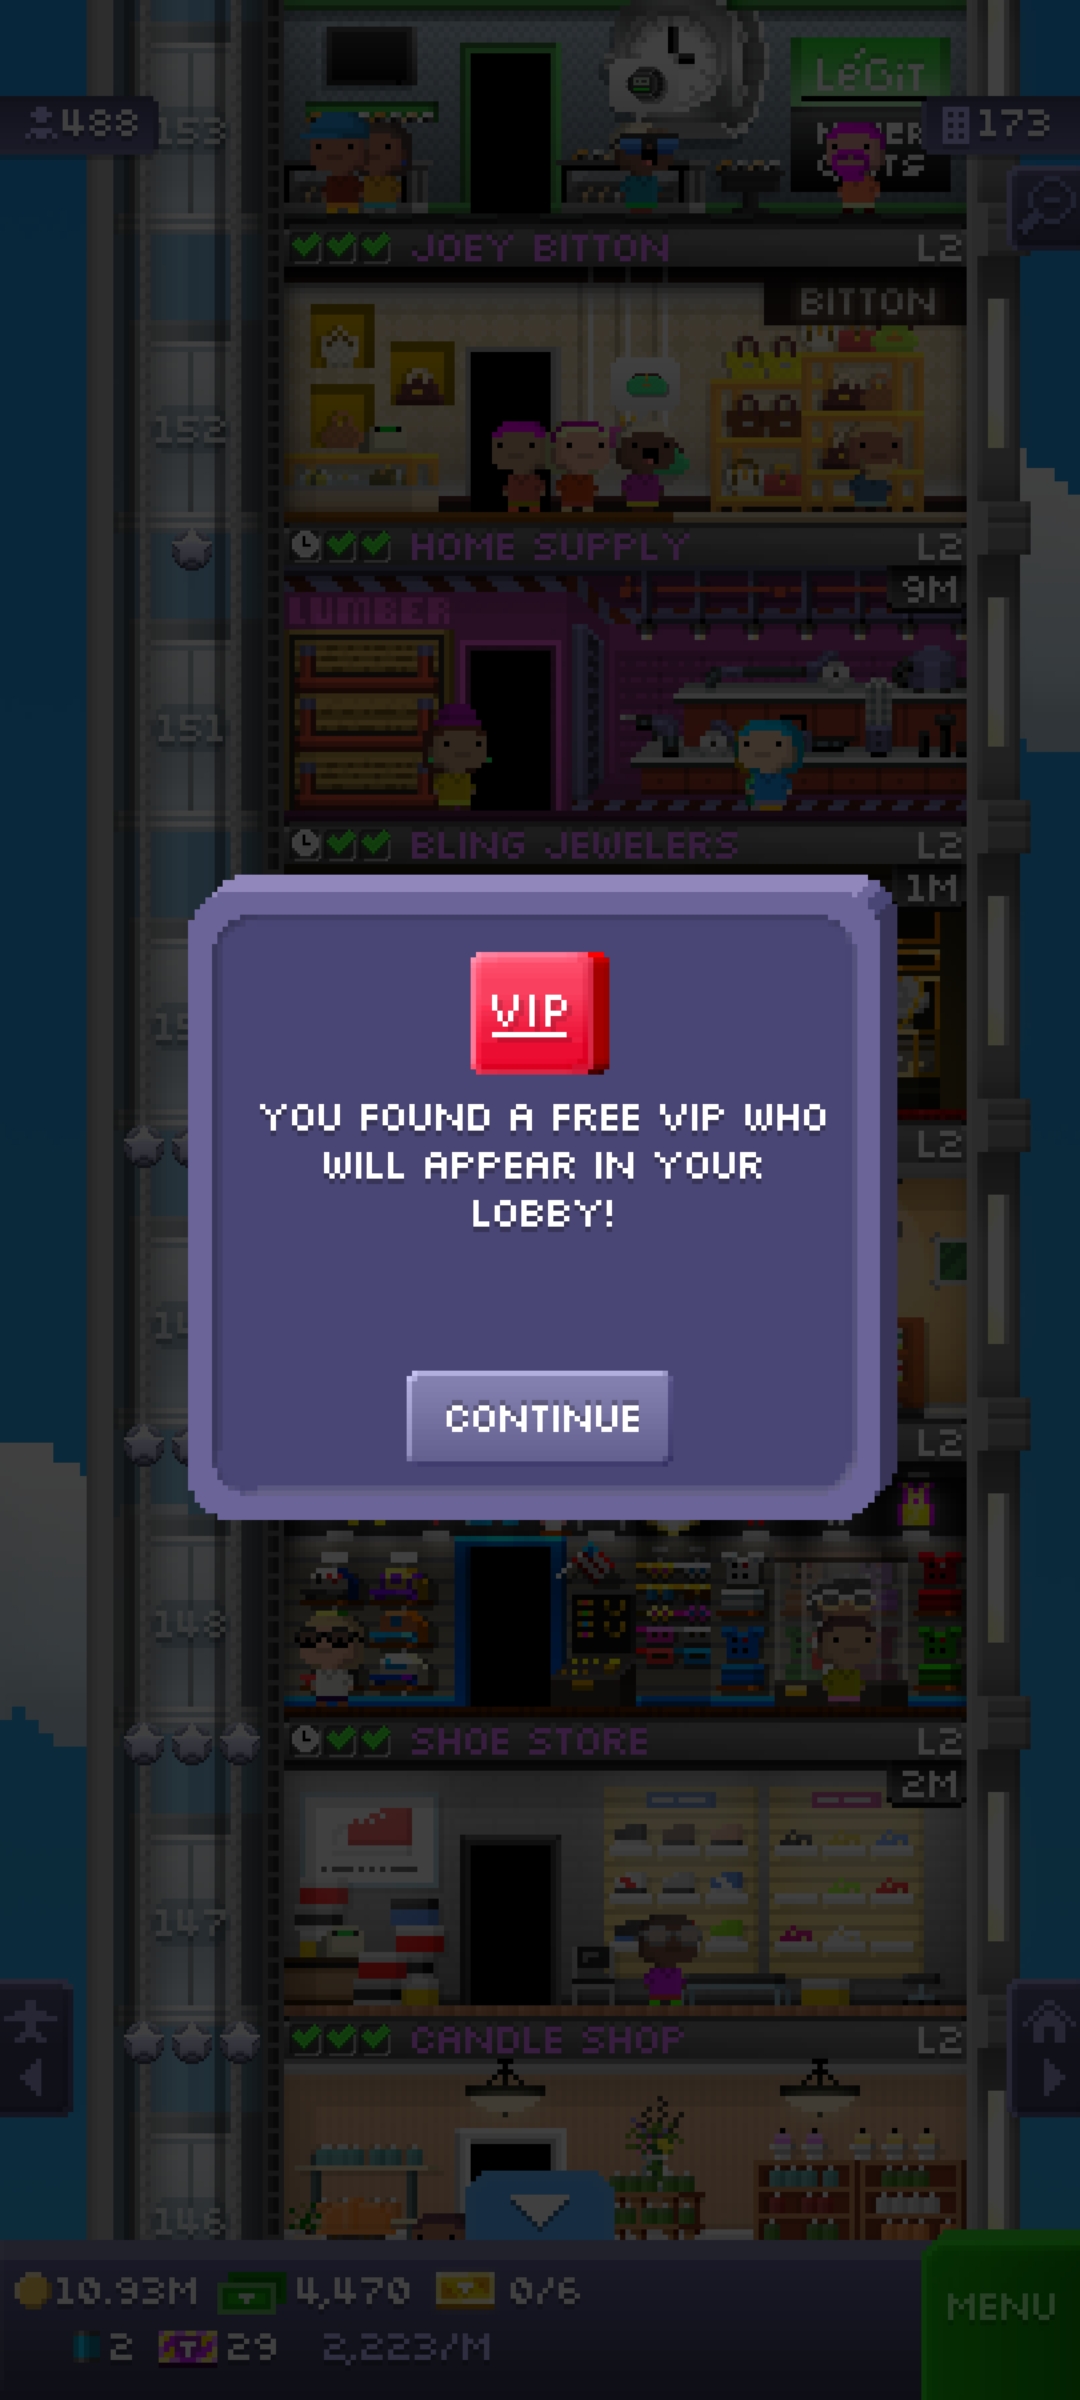 488
153
LéGiT
173
JOEY BITTON
L2
BITTON
152
HOME SUPPLY
L2
LUMBER
9M
151
BLING JEWELERS
L2
1M
VIP
YOU FOUND A FREE VIP WHO
WILL APPEAR IN YOUR
LOBBY!
L2
CONTINUE
L2
148
SHOE STORE
L2
2M
147
CANDLE SHOP
L2
146
10.93M
4,470
0/6
MENU
2
29
2,223/M